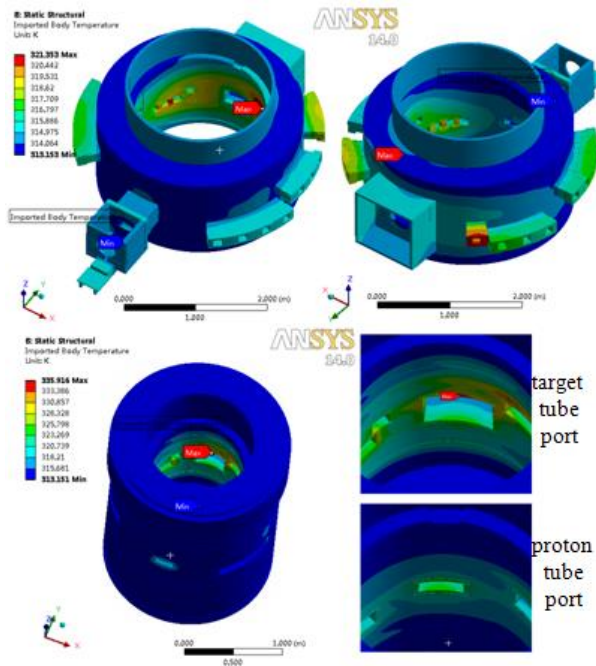 B: Static Structural
Imported Body Temperature
Unit: K
321,353 Max
320,442
319,531
318,62
317,709
316,797
315,886
314,975
314,064
313,153 Min
ANSYS
14.0
Max
Min
Imported Body Temperature
Z
Y
X
0.000
2.000 (m)
1.000
ANSYS
14.0
Min
Max
Z
X
Y
0.000
2.000 (m)
1.000
B: Static Structural
Imported Body Temperature
Unit: K
335,916 Max
333,386
330,857
328,328
325,798
323,269
320,739
318,21
315,681
313,151 Min
ANSYS
14.0
Max
Min
Z
Y
X
0.000
1.000 (m)
0.500
target
tube
port
proton
tube
port